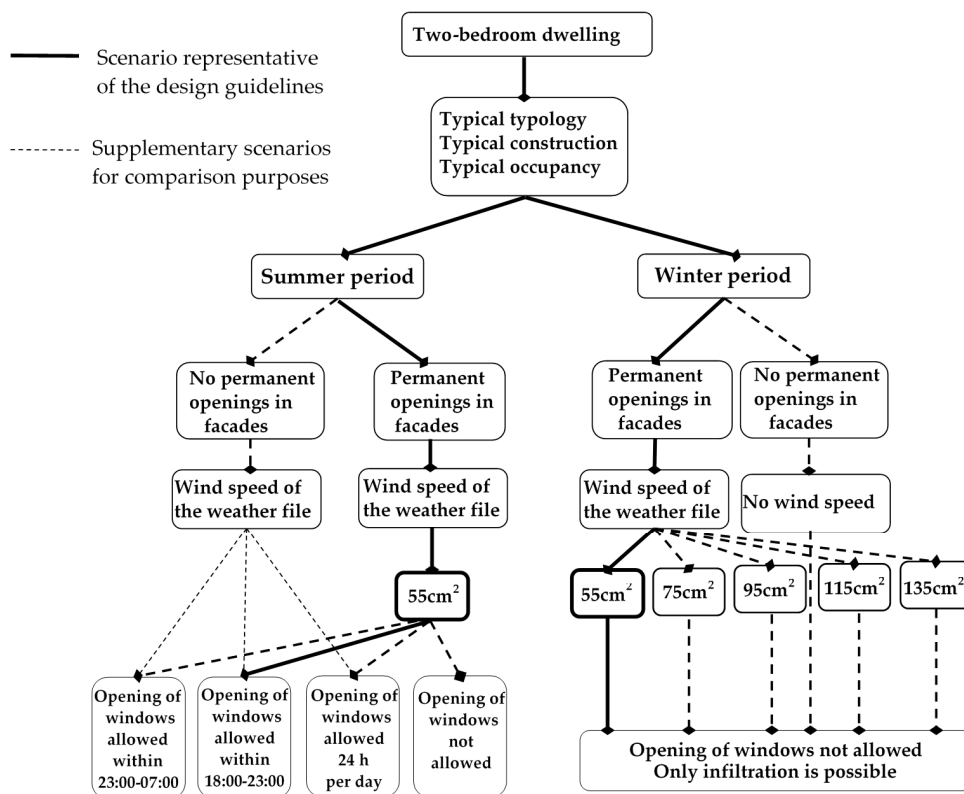 Two-bedroom dwelling
Scenario representative
of the design guidelines
Supplementary scenarios
for comparison purposes
Typical typology
Typical construction
Typical occupancy
Summer period
Winter period
No permanent
openings in
facades
Permanent
openings in
facades
Permanent
openings in
facades
No permanent
openings in
facades
Wind speed of
the weather file
Wind speed of
the weather file
Wind speed of
the weather file
No wind speed
55cm²
55cm²
75cm²
95cm²
115cm²
135cm²
Opening of
windows
allowed
within
23:00-07:00
Opening of
windows
allowed
within
18:00-23:00
Opening of
windows
allowed
24 h
per day
Opening of
windows
not
allowed
Opening of windows not allowed
Only infiltration is possible